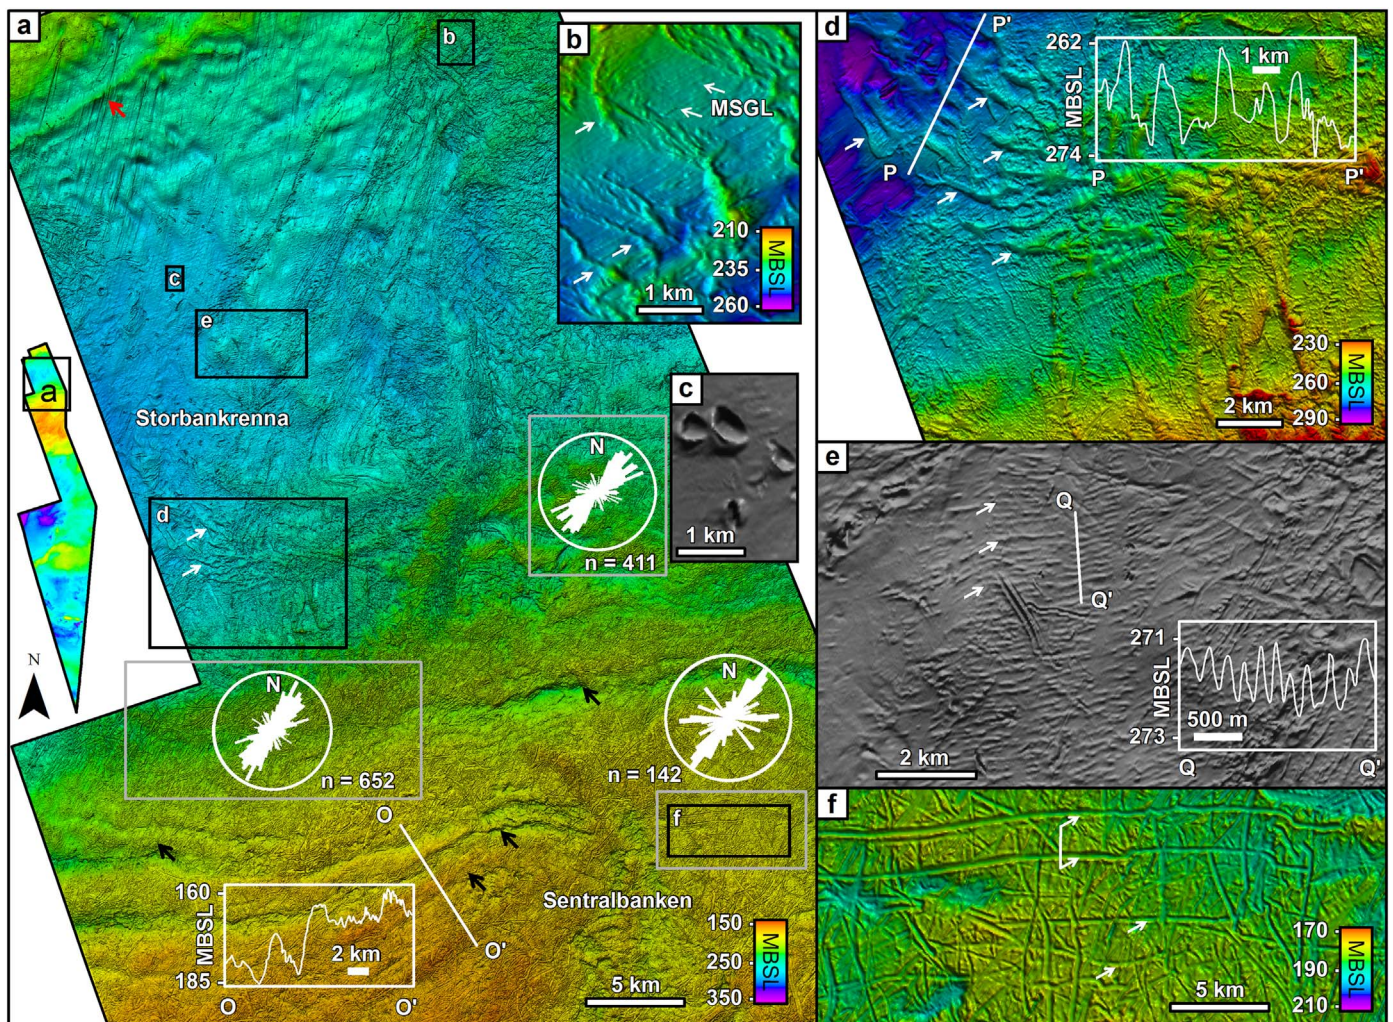 a
b
c
e
Storbankrenna
d
N
n = 411
a
N
N
n = 652
N
n = 142
f
O
O'
Sentralbanken
160
MBSL
185
2 km
O
O'
5 km
150
250
350
MBSL
b
MSGL
1 km
210
235
260
MBSL
c
1 km
d
P'
P
262
MBSL
274
1 km
P
P'
230
260
290
MBSL
2 km
e
Q
Q'
271
MBSL
273
500 m
Q
Q'
2 km
f
170
190
210
MBSL
5 km